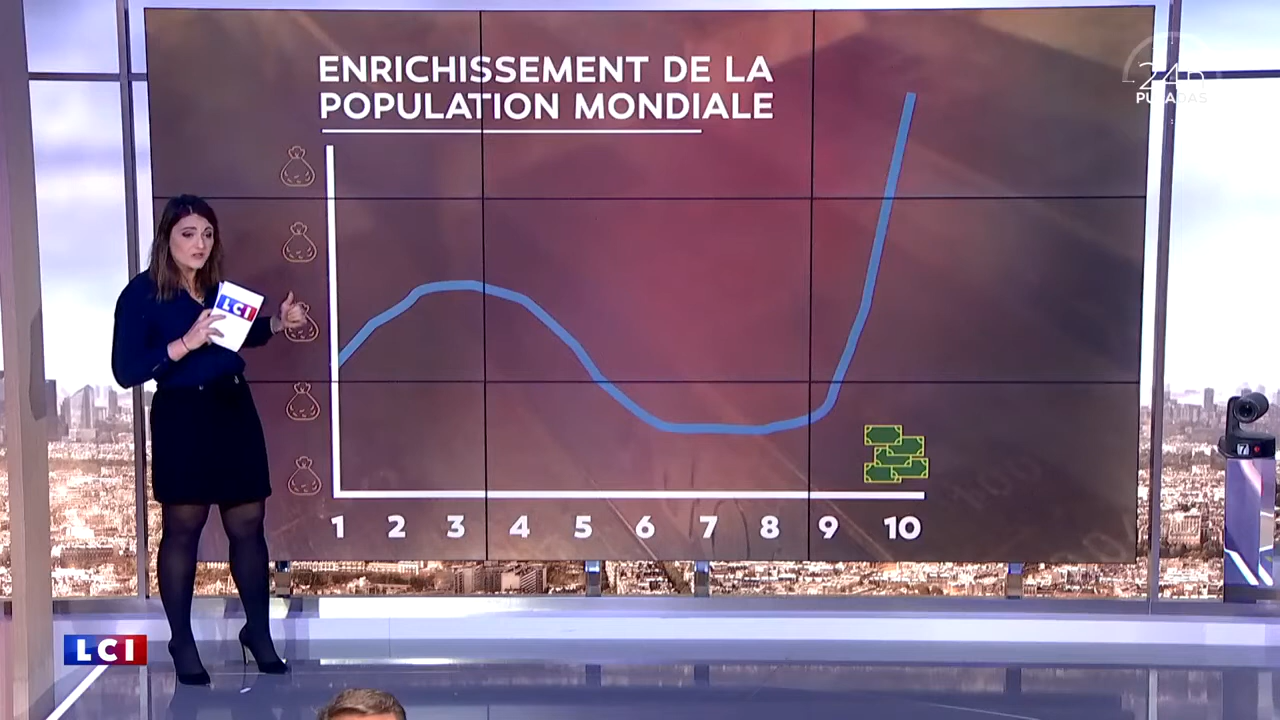 ENRICHISSEMENT DE LA
POPULATION MONDIALE
24h
PUJADAS
LCI
1 2 3 4 5 6 7 8 9 10
7
LCI